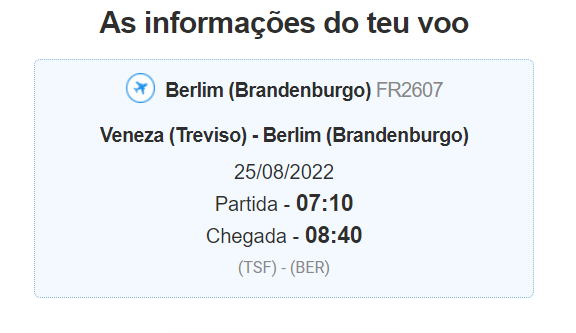 As informações do teu voo
Berlim (Brandenburgo) FR2607
Veneza (Treviso) - Berlim (Brandenburgo)
25/08/2022
Partida - 07:10
Chegada - 08:40
(TSF) - (BER)